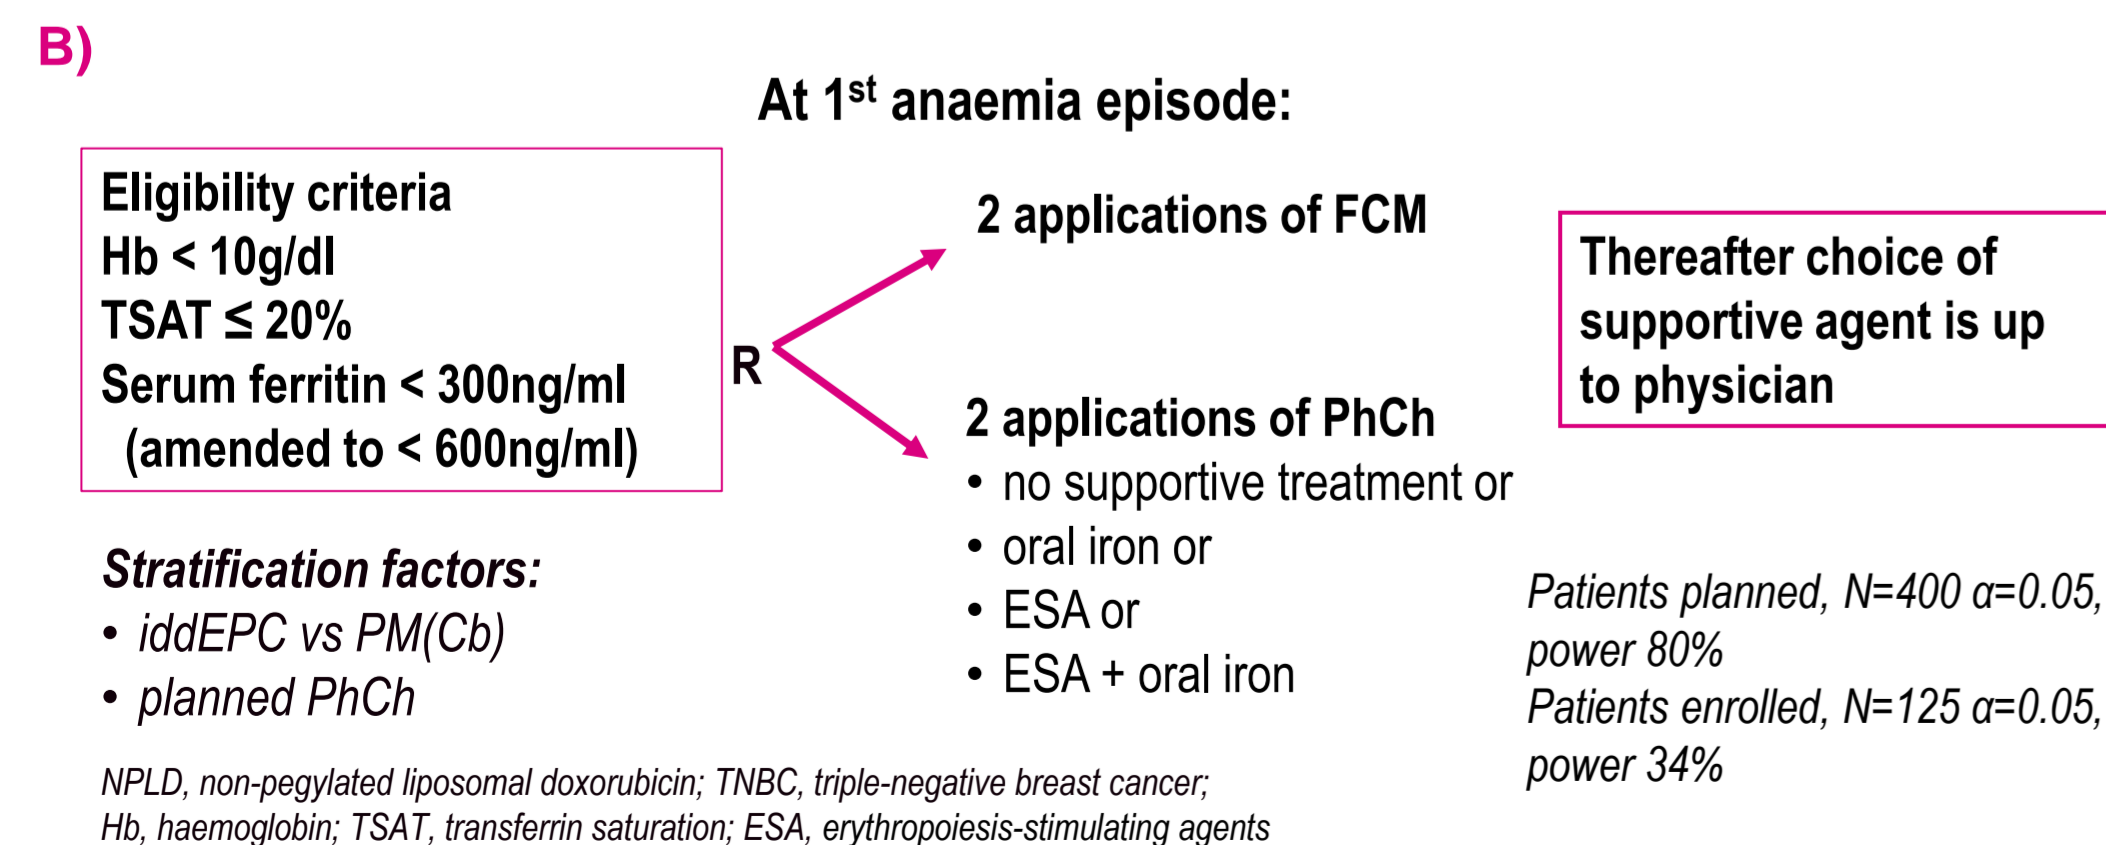 B)
At 1st anaemia episode:
Eligibility criteria
Hb < 10g/dl
TSAT ≤ 20%
Serum ferritin < 300ng/ml
(amended to < 600ng/ml)
R
2 applications of FCM
2 applications of PhCh
• no supportive treatment or
• oral iron or
• ESA or
• ESA + oral iron
Thereafter choice of
supportive agent is up
to physician
Stratification factors:
• iddEPC vs PM(Cb)
• planned PhCh
Patients planned, N=400 α=0.05,
power 80%
Patients enrolled, N=125 α=0.05,
power 34%
NPLD, non-pegylated liposomal doxorubicin; TNBC, triple-negative breast cancer;
Hb, haemoglobin; TSAT, transferrin saturation; ESA, erythropoiesis-stimulating agents